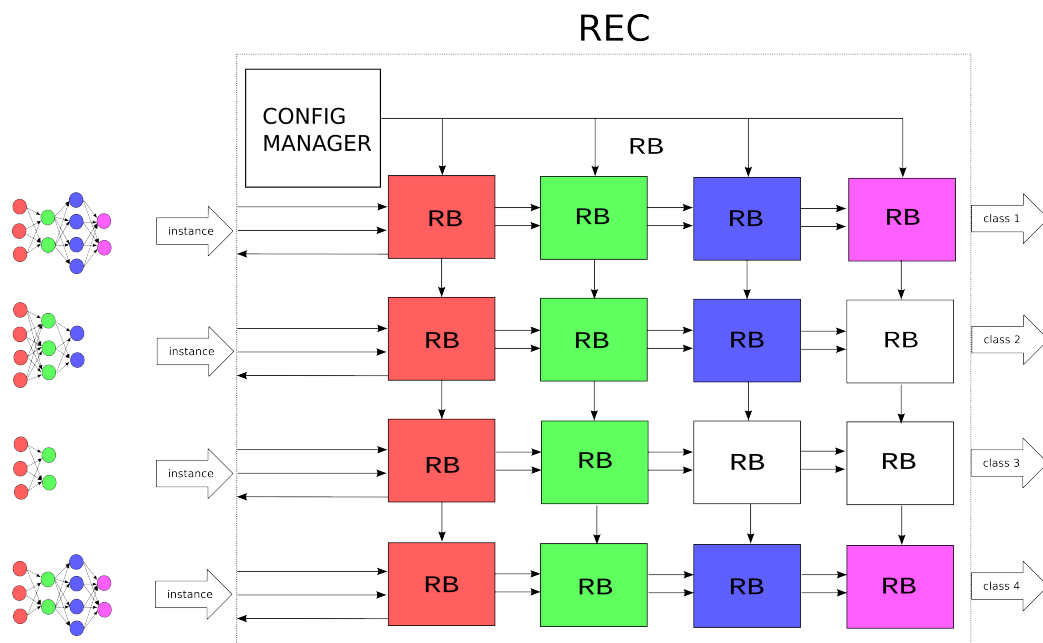 REC
CONFIG
MANAGER
RB
instance
RB
RB
RB
RB
class 1
instance
RB
RB
RB
RB
class 2
instance
RB
RB
RB
RB
class 3
instance
RB
RB
RB
RB
class 4